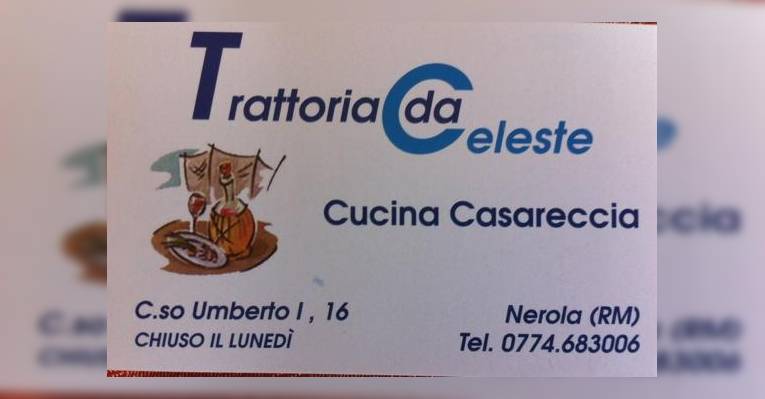 Trattoria da
Celeste
Cucina Casareccia
C.so Umberto I , 16
CHIUSO IL LUNEDÌ
Nerola (RM)
Tel. 0774.683006